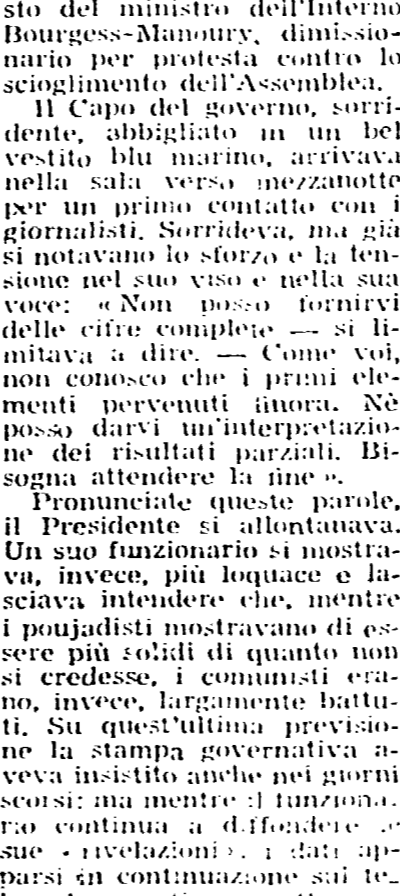 sto del ministro dell'Interno
Bourgess-Manoury, dimissio-
nario per protesta contro lo
scioglimento dell'Assemblea.
Il Capo del governo, sorri-
dente, abbigliato in un bel
vestito blu marino, arrivava
nella sala verso mezzanotte
per un primo contatto con i
giornalisti. Sorrideva, ma già
si notavano lo sforzo e la ten-
sione nel suo viso e nella sua
voce: « Non posso fornirvi
delle cifre complete — si li-
mitava a dire. — Come voi,
non conosco che i primi ele-
menti pervenuti finora. Nè
posso darvi un'interpretazio-
ne dei risultati parziali. Bi-
sogna attendere la fine ».
Pronunciate queste parole,
il Presidente si allontanava.
Un suo funzionario si mostra-
va, invece, più loquace e la-
sciava intendere che, mentre
i poujadisti mostravano di es-
sere più solidi di quanto non
si credesse, i comunisti era-
no, invece, largamente battu-
ti. Su quest'ultima previsio-
ne la stampa governativa a-
veva insistito anche nei giorni
scorsi; ma mentre il funziona-
rio continua a diffondere le
sue « rivelazioni », i dati ap-
parsi in continuazione sui te-